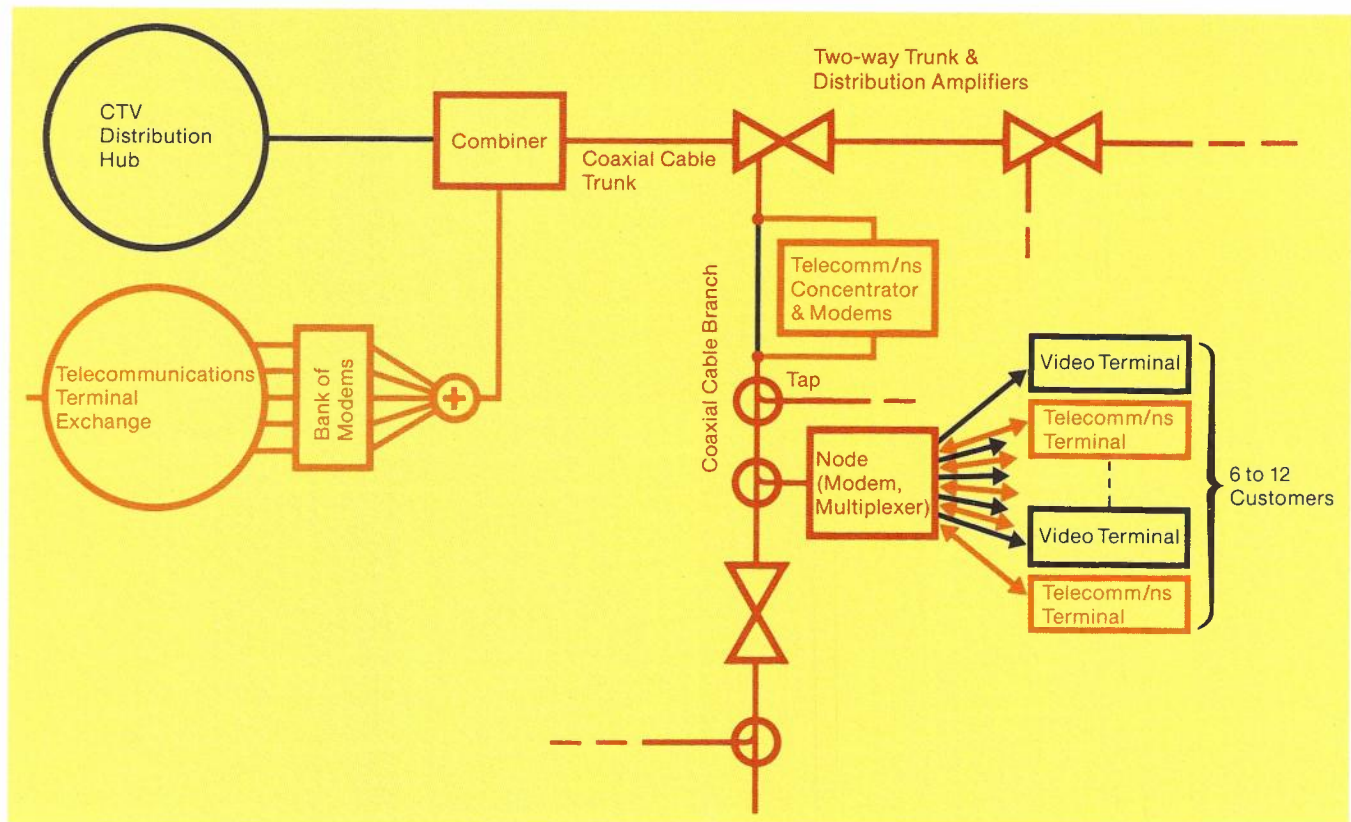 CTV
Distribution
Hub
Combiner
Coaxial Cable
Trunk
Two-way Trunk &
Distribution Amplifiers
Telecommunications
Terminal
Exchange
Bank of
Modems
+
Coaxial Cable Branch
Telecomm/ns
Concentrator
& Modems
Tap
Node
(Modem,
Multiplexer)
Video Terminal
Telecomm/ns
Terminal
Video Terminal
Telecomm/ns
Terminal
6 to 12
Customers